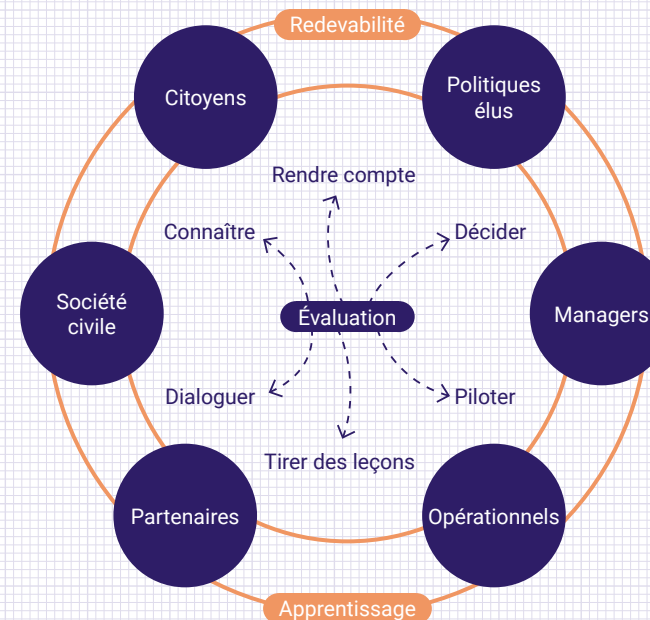 Redevabilité
Citoyens
Politiques
élus
Rendre compte
Connaître
Décider
Société
civile
Évaluation
Managers
Dialoguer
Piloter
Tirer des leçons
Partenaires
Opérationnels
Apprentissage